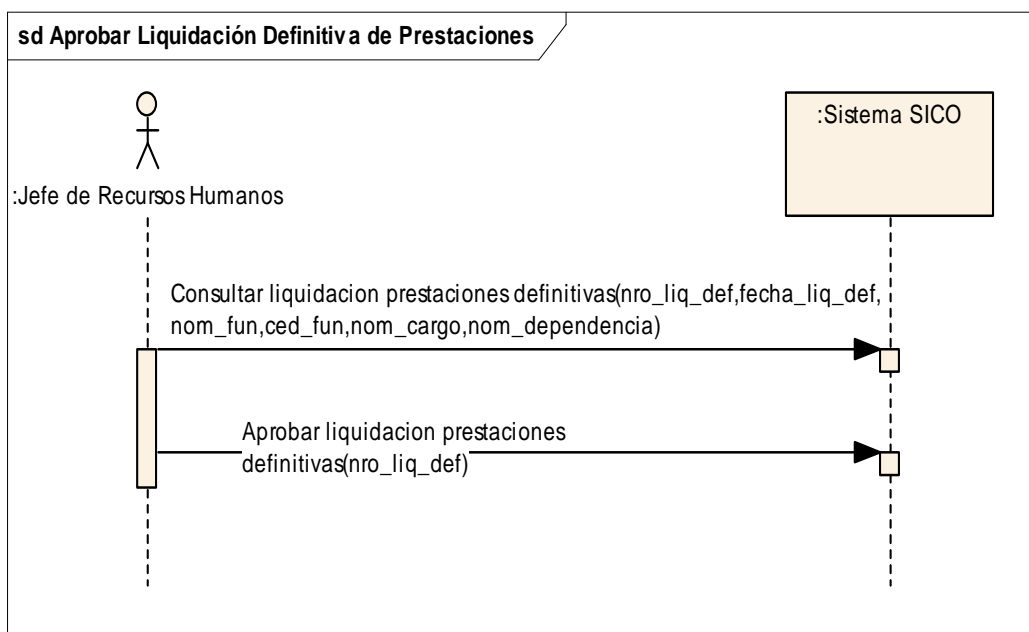 sd Aprobar Liquidación Definitiva de Prestaciones
:Sistema SICO
:Jefe de Recursos Humanos
Consultar liquidacion prestaciones definitivas(nro_liq_def,fecha_liq_def,
nom_fun,ced_fun,nom_cargo,nom_dependencia)
Aprobar liquidacion prestaciones
definitivas(nro_liq_def)